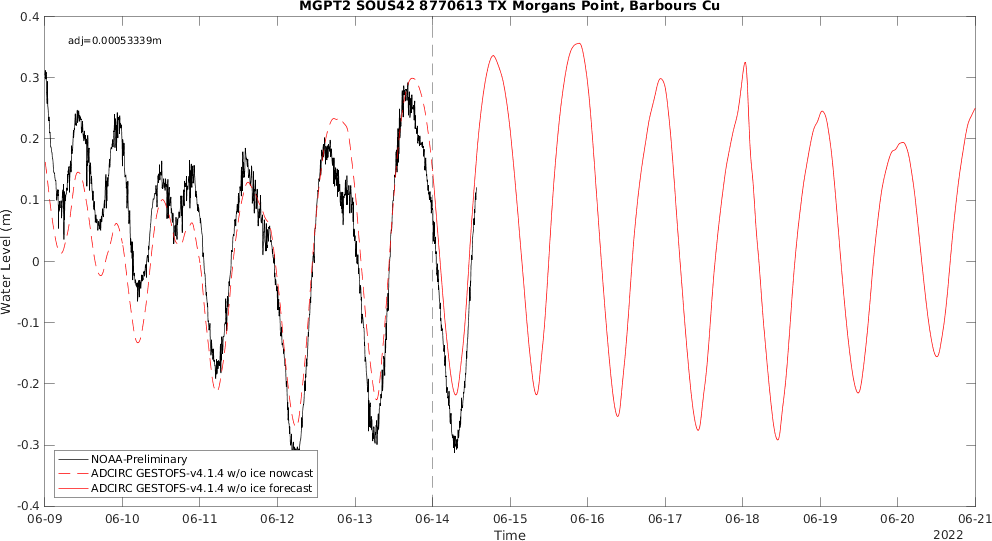 MGPT2 SOUS42 8770613 TX Morgans Point, Barbours Cu
adj=0.00053339m
0.4
0.3
0.2
0.1
0
-0.1
-0.2
-0.3
-0.4
Water Level (m)
NOAA-Preliminary
ADCIRC GESTOFS-v4.1.4 w/o ice nowcast
ADCIRC GESTOFS-v4.1.4 w/o ice forecast
06-09 06-10 06-11 06-12 06-13 06-14 06-15 06-16 06-17 06-18 06-19 06-20 06-21
Time
2022